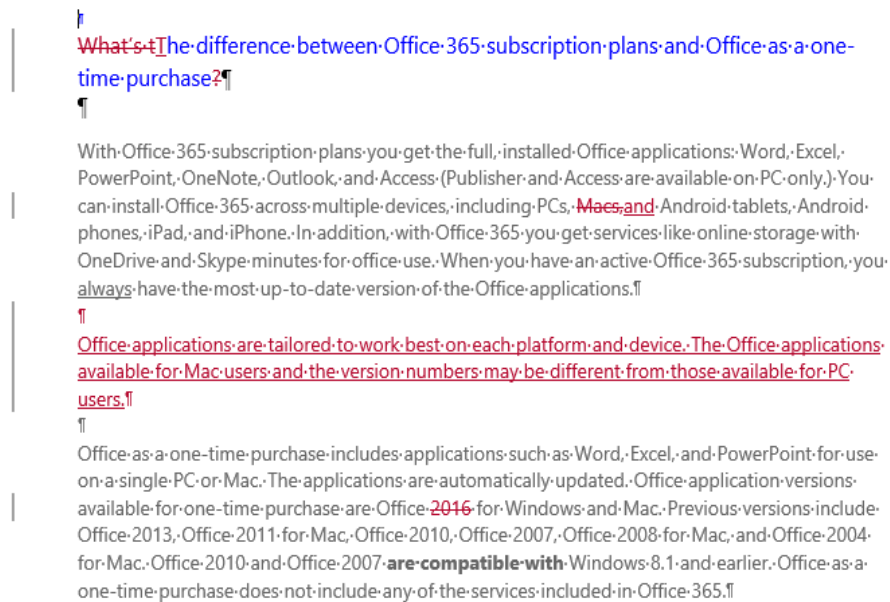 ¶
What's tThe difference between Office 365 subscription plans and Office as a one-
time purchase?¶
¶
With Office 365 subscription plans you get the full, installed Office applications: Word, Excel,
PowerPoint, OneNote, Outlook, and Access (Publisher and Access are available on PC only.) You
can install Office 365 across multiple devices, including PCs, Macs,and Android tablets, Android
phones, iPad, and iPhone. In addition, with Office 365 you get services like online storage with
OneDrive and Skype minutes for office use. When you have an active Office 365 subscription, you
always have the most up-to-date version of the Office applications.¶
¶
Office applications are tailored to work best on each platform and device. The Office applications
available for Mac users and the version numbers may be different from those available for PC
users.¶
¶
Office as a one-time purchase includes applications such as Word, Excel, and PowerPoint for use
on a single PC or Mac. The applications are automatically updated. Office application versions
available for one-time purchase are Office 2016 for Windows and Mac. Previous versions include
Office 2013, Office 2011 for Mac, Office 2010, Office 2007, Office 2008 for Mac, and Office 2004
for Mac. Office 2010 and Office 2007 are compatible with Windows 8.1 and earlier. Office as a
one-time purchase does not include any of the services included in Office 365.¶